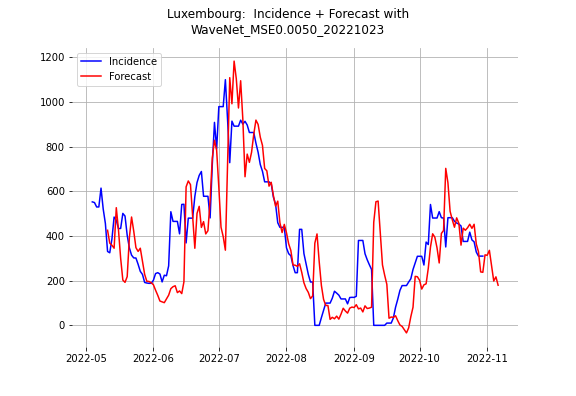 Luxembourg:  Incidence + Forecast with
WaveNet_MSE0.0050_20221023
Incidence
Forecast
1200
1000
800
600
400
200
0
2022-05 2022-06 2022-07 2022-08 2022-09 2022-10 2022-11